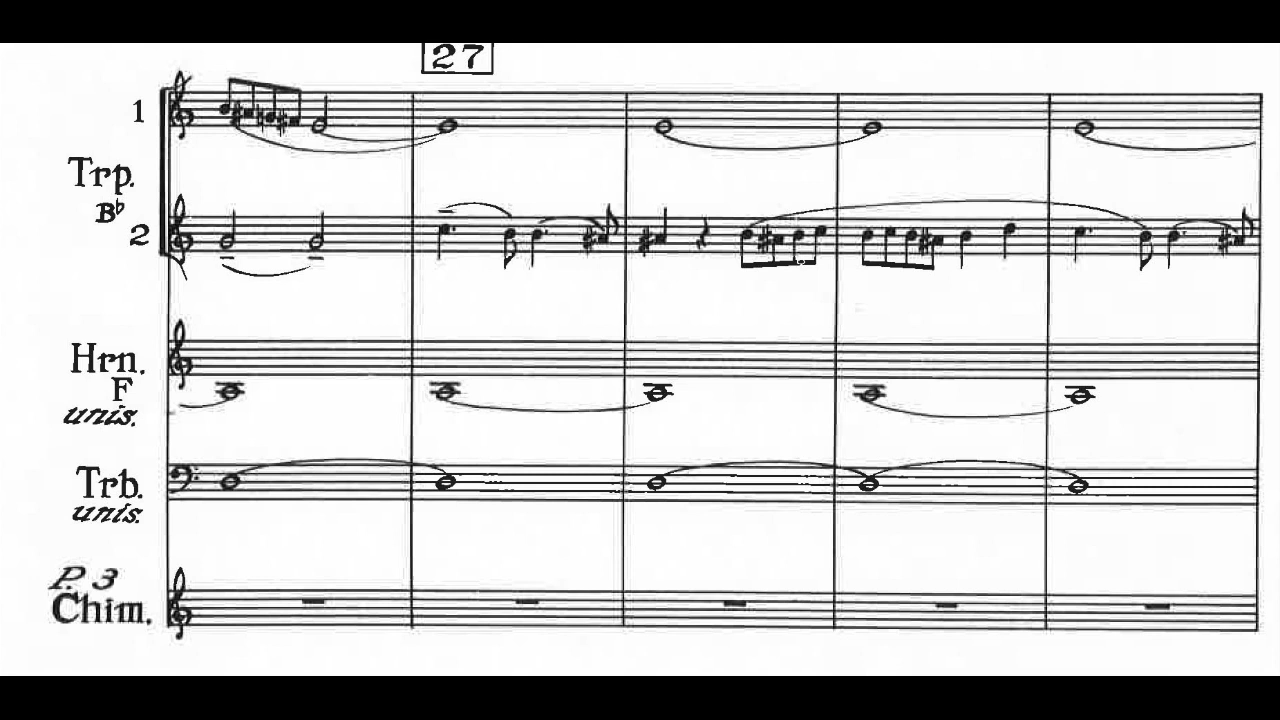 27
1
Trp.
B♭
2
Hrn.
F
unis.
Trb.
unis.
P. 3
Chim.